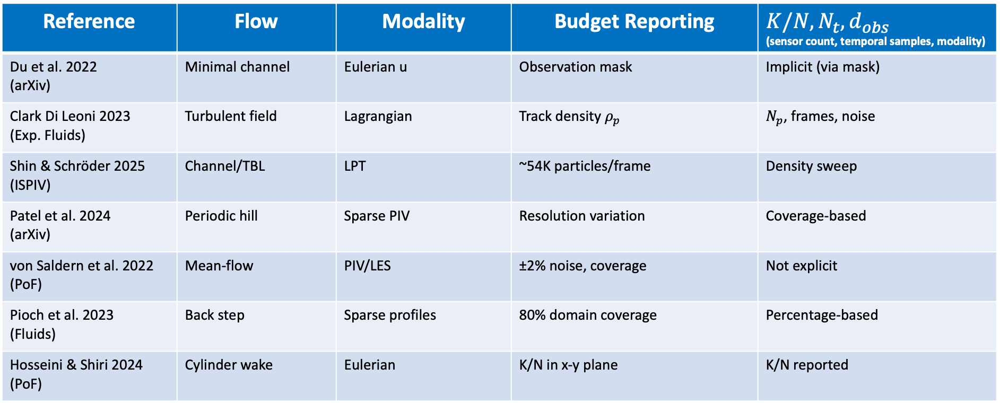 Reference Flow Modality Budget Reporting K/N, N_t, d_obs
(sensor count, temporal samples, modality)
Du et al. 2022 Minimal channel Eulerian u Observation mask Implicit (via mask)
(arXiv)
Clark Di Leoni 2023 Turbulent field Lagrangian Track density ρ_p N_p, frames, noise
(Exp. Fluids)
Shin & Schröder 2025 Channel/TBL LPT ~54K particles/frame Density sweep
(ISPIV)
Patel et al. 2024 Periodic hill Sparse PIV Resolution variation Coverage-based
(arXiv)
von Saldern et al. 2022 Mean-flow PIV/LES ±2% noise, coverage Not explicit
(PoF)
Pioch et al. 2023 Back step Sparse profiles 80% domain coverage Percentage-based
(Fluids)
Hosseini & Shiri 2024 Cylinder wake Eulerian K/N in x-y plane K/N reported
(PoF)